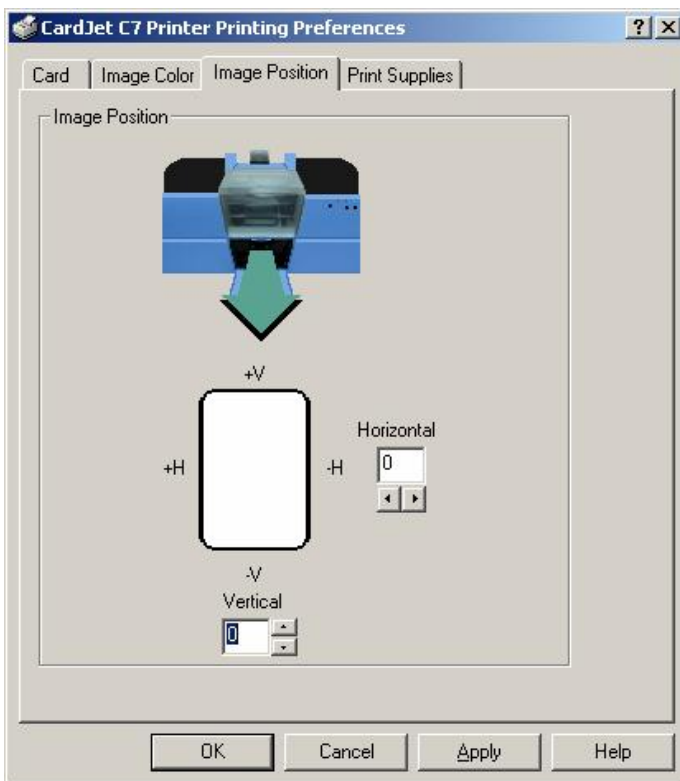 CardJet C7 Printer Printing Preferences
Card
Image Color
Image Position
Print Supplies
Image Position
+V
Horizontal
+H
-H
0
-V
Vertical
0
OK
Cancel
Apply
Help